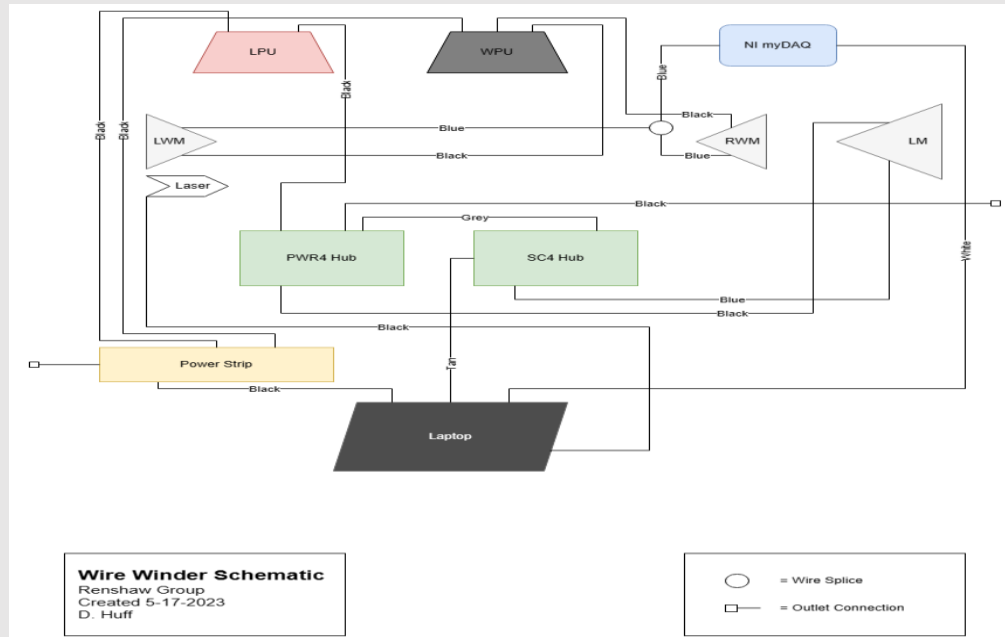 LPU
WPU
NI myDAQ
Black
Black
Black
Blue
Black
LWM
Blue
RWM
LM
Black
Blue
Laser
Black
Grey
White
PWR4 Hub
SC4 Hub
Blue
Black
Black
Tan
Power Strip
Black
Laptop
Wire Winder Schematic
Renshaw Group
Created 5-17-2023
D. Huff
= Wire Splice
= Outlet Connection